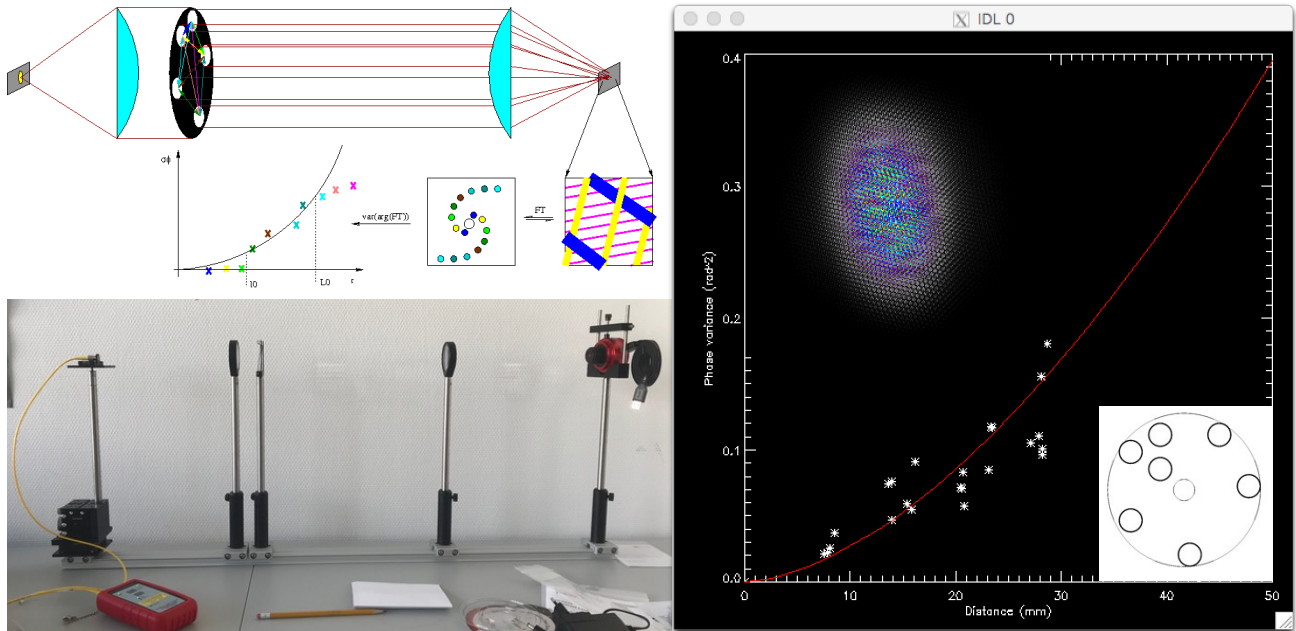 σϕ
var(arg(FT))
FT
l0
L0
r
X IDL 0
Phase variance (rad^2)
0.4
0.3
0.2
0.1
0.0
0
10
20
30
40
50
Distance (mm)